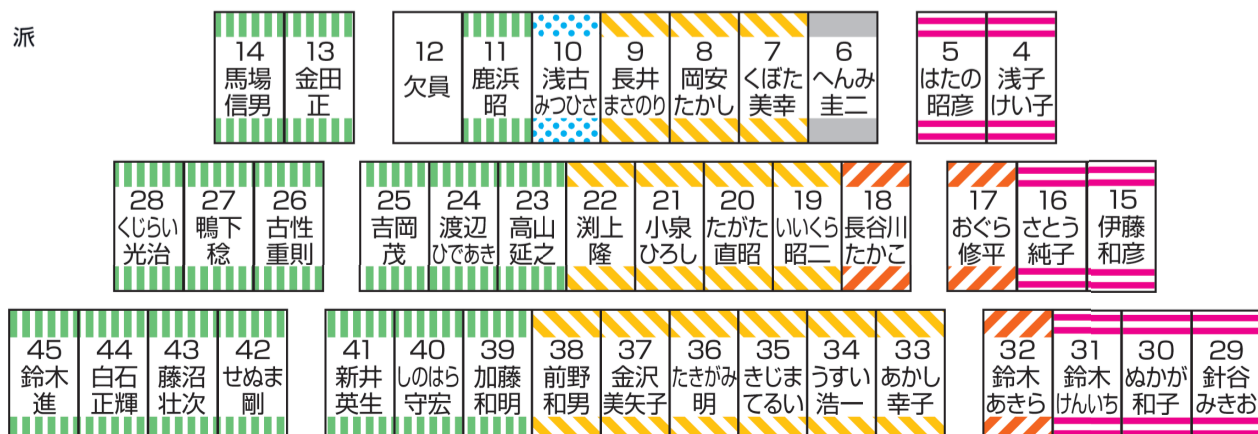 派
14
馬場
信男
13
金田
正
12
欠員
11
鹿浜
昭
10
浅古
みつひさ
9
長井
まさのり
8
岡安
たかし
7
くぼた
美幸
6
へんみ
圭二
5
はたの
昭彦
4
浅子
けい子
28
くじらい
光治
27
鴨下
稔
26
古性
重則
25
吉岡
茂
24
渡辺
ひであき
23
高山
延之
22
渕上
隆
21
小泉
ひろし
20
たがた
直昭
19
いいくら
昭二
18
長谷川
たかこ
17
おぐら
修平
16
さとう
純子
15
伊藤
和彦
45
鈴木
進
44
白石
正輝
43
藤沼
壮次
42
せぬま
剛
41
新井
英生
40
しのはら
守宏
39
加藤
和明
38
前野
和男
37
金沢
美矢子
36
たきがみ
明
35
きじま
てるい
34
うすい
浩一
33
あかし
幸子
32
鈴木
あきら
31
鈴木
けんいち
30
ぬかが
和子
29
針谷
みきお